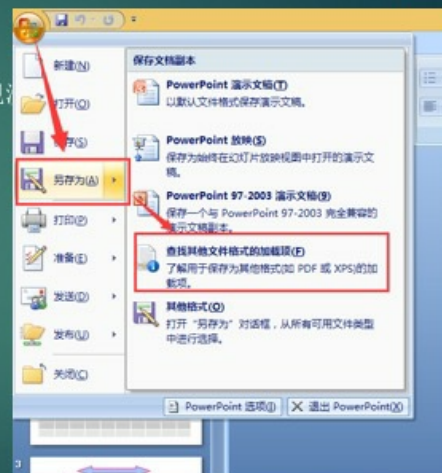 新建(N)
打开(O)
存(S)
另存为(A)
打印(P)
准备(E)
发送(D)
发布(U)
关闭(C)
保存文档副本
PowerPoint 演示文稿(T)
以默认文件格式保存演示文稿。
PowerPoint 放映(S)
保存为始终在幻灯片放映视图中打开的演示文
稿。
PowerPoint 97-2003 演示文稿(9)
保存一个与 PowerPoint 97-2003 完全兼容的
演示文稿副本。
查找其他文件格式的加载项(F)
了解用于保存为其他格式(如 PDF 或 XPS)的加
载项。
其他格式(O)
打开“另存为”对话框，从所有可用文件类型
中进行选择。
PowerPoint 选项(I)
退出 PowerPoint(X)
3